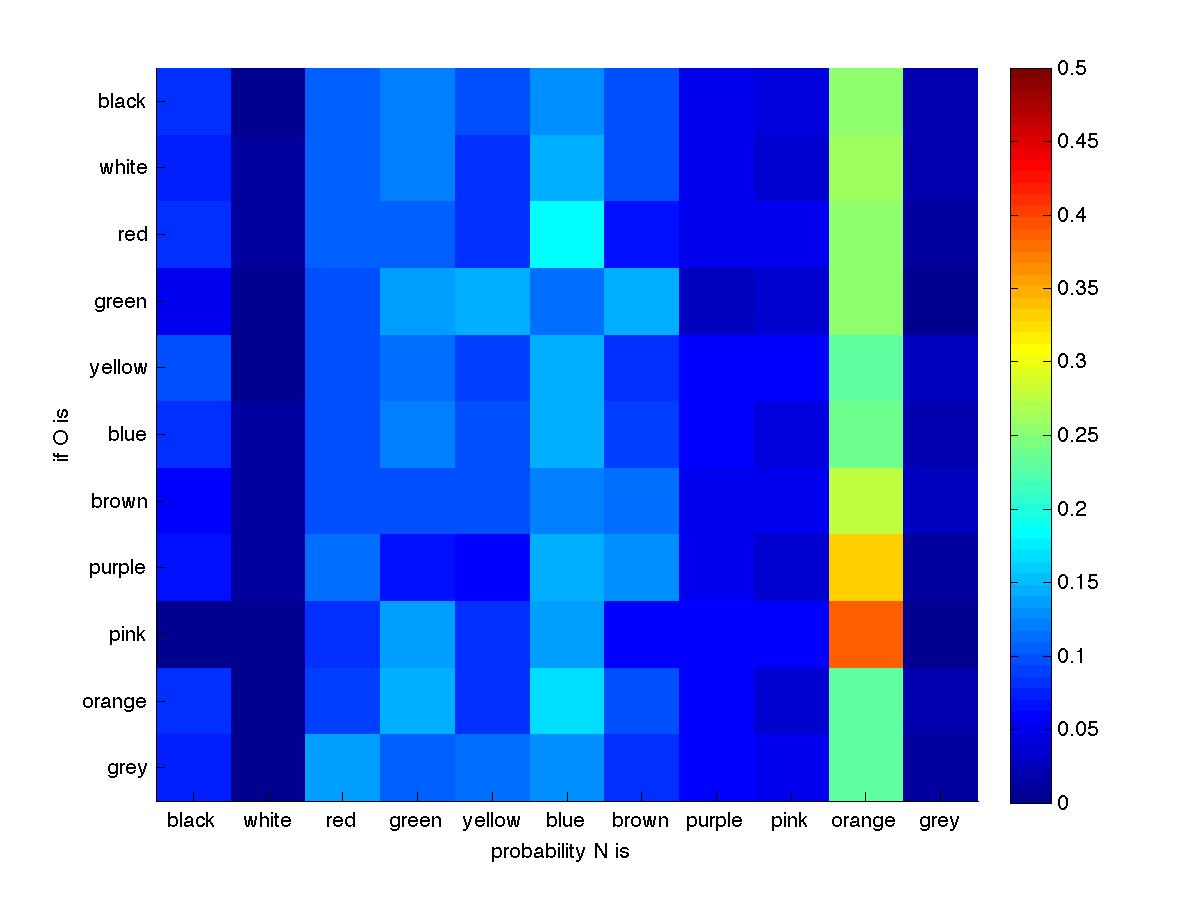 black
white
red
green
yellow
blue
brown
purple
pink
orange
grey
if O is
black white red green yellow blue brown purple pink orange grey
probability N is
0.5
0.45
0.4
0.35
0.3
0.25
0.2
0.15
0.1
0.05
0